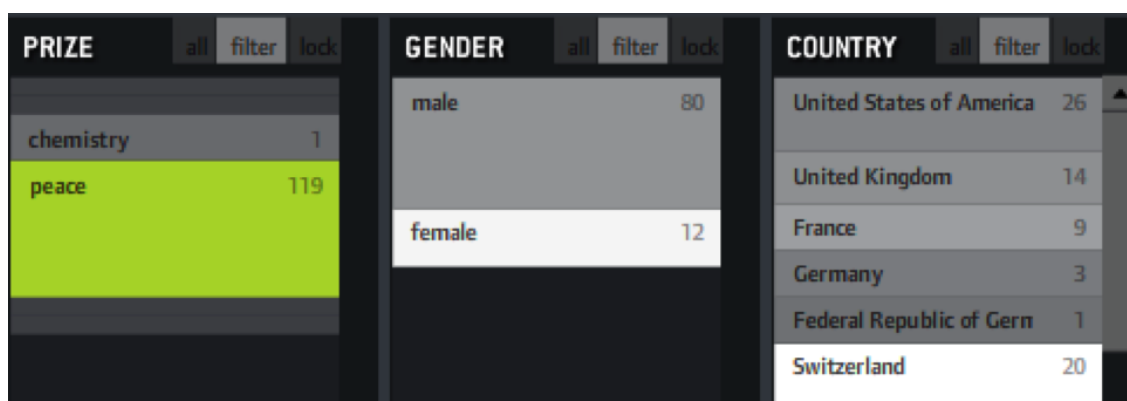 PRIZE all filter lock
chemistry 1
peace 119
GENDER all filter lock
male 80
female 12
COUNTRY all filter lock
United States of America 26
United Kingdom 14
France 9
Germany 3
Federal Republic of Gern 1
Switzerland 20